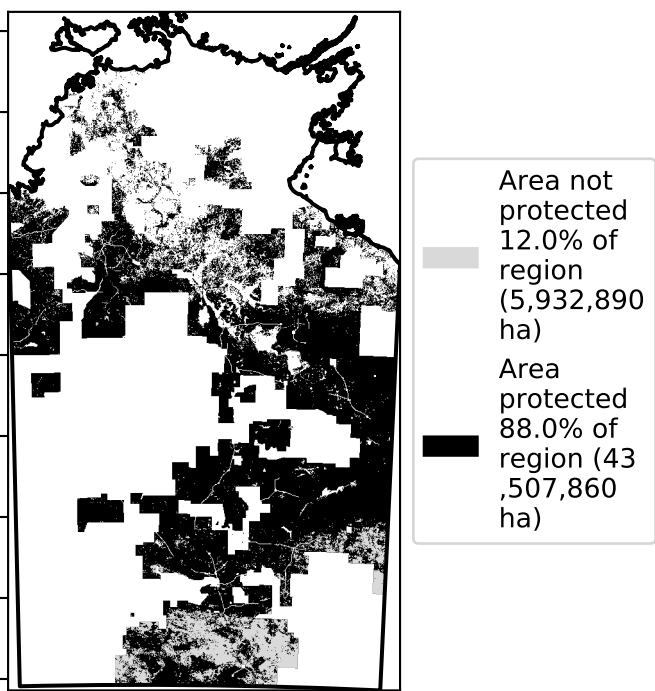 Area not
protected
12.0% of
region
(5,932,890
ha)
Area
protected
88.0% of
region (43
,507,860
ha)